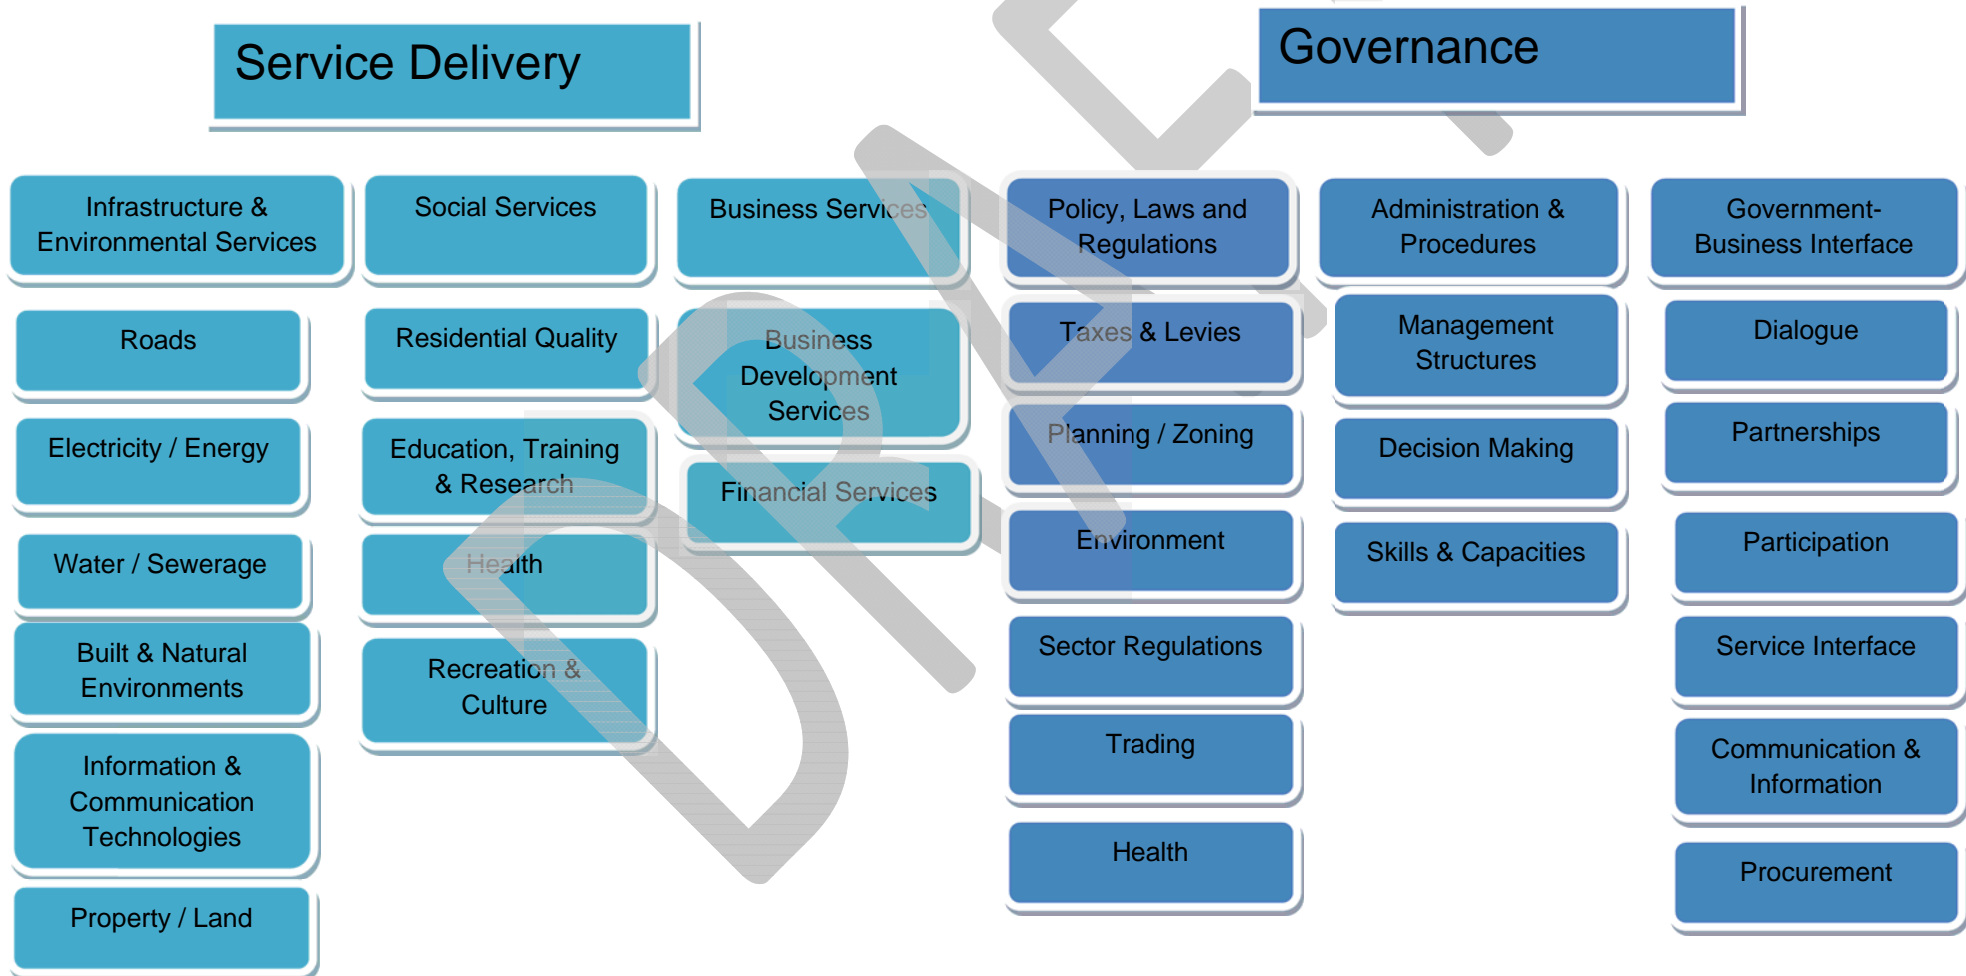 Service Delivery
Governance
Infrastructure &
Environmental Services
Social Services
Business Services
Policy, Laws and
Regulations
Administration &
Procedures
Government-
Business Interface
Roads
Electricity / Energy
Water / Sewerage
Built & Natural
Environments
Information &
Communication
Technologies
Property / Land
Residential Quality
Education, Training
& Research
Health
Recreation &
Culture
Business
Development
Services
Financial Services
Taxes & Levies
Planning / Zoning
Environment
Sector Regulations
Trading
Health
Management
Structures
Decision Making
Skills & Capacities
Dialogue
Partnerships
Participation
Service Interface
Communication &
Information
Procurement
DRAFT